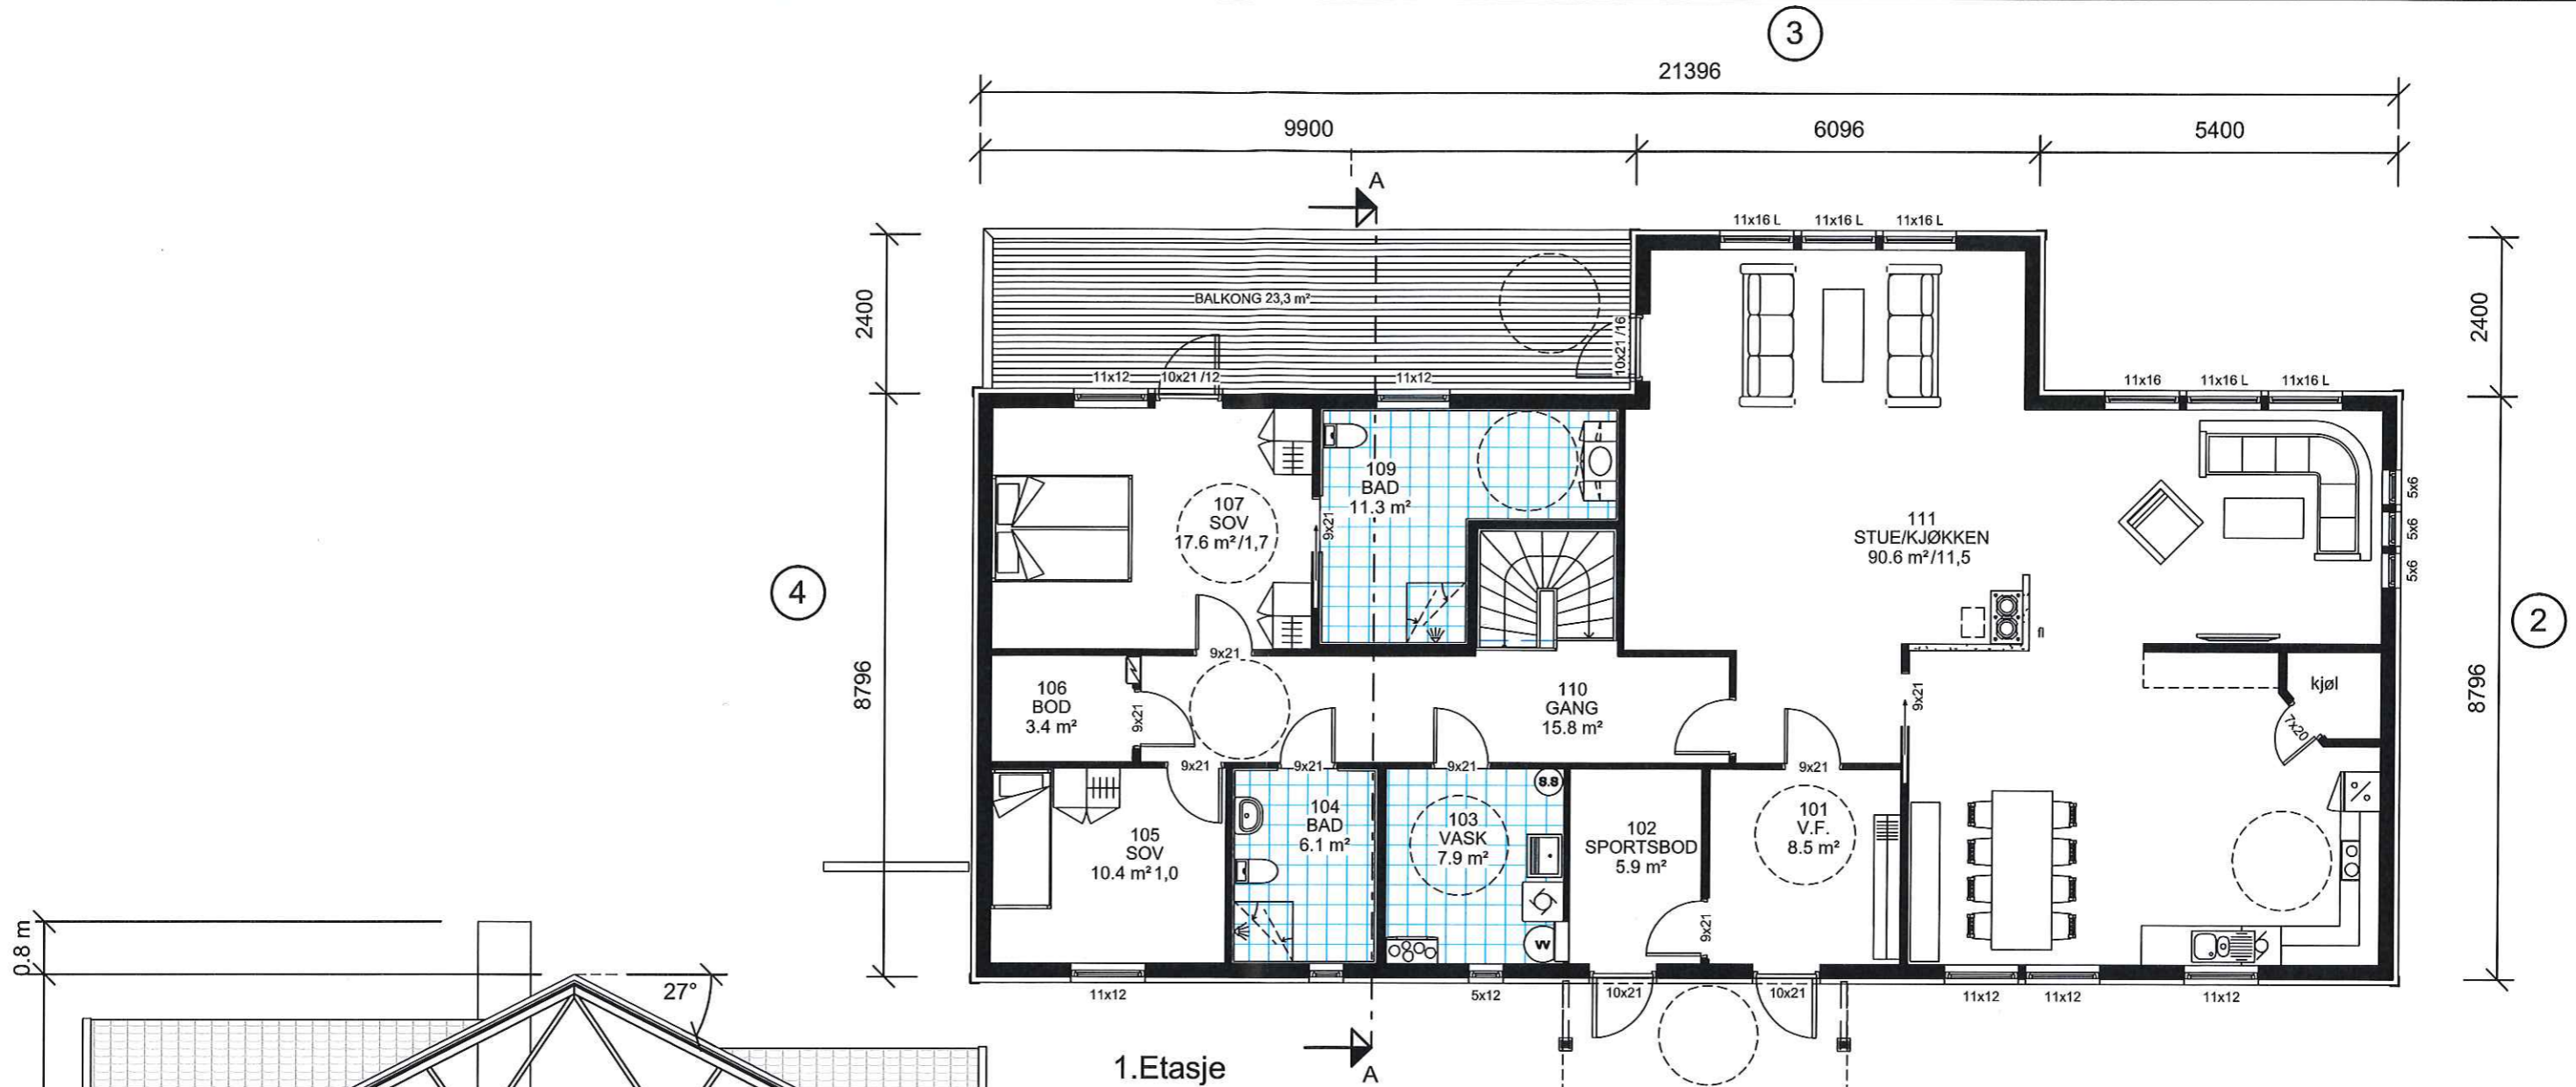 3
21396
9900
6096
5400
A
11x16 L
11x16 L
11x16 L
2400
2400
BALKONG 23,3 m²
10x21 /16
11x12
10x21 /12
11x12
11x16
11x16 L
11x16 L
109
BAD
11.3 m²
107
SOV
17.6 m²/1,7
9x21
111
STUE/KJØKKEN
90.6 m²/11,5
5x6
5x6
5x6
4
2
fl
9x21
8796
8796
106
BOD
3.4 m²
9x21
110
GANG
15.8 m²
9x21
kjøl
7x20
9x21
9x21
9x21
9x21
S.S
105
SOV
10.4 m² 1,0
104
BAD
6.1 m²
103
VASK
7.9 m²
102
SPORTSBOD
5.9 m²
101
V.F.
8.5 m²
9x21
VV
0.8 m
27°
11x12
5x12
10x21
10x21
11x12
11x12
11x12
1.Etasje
A